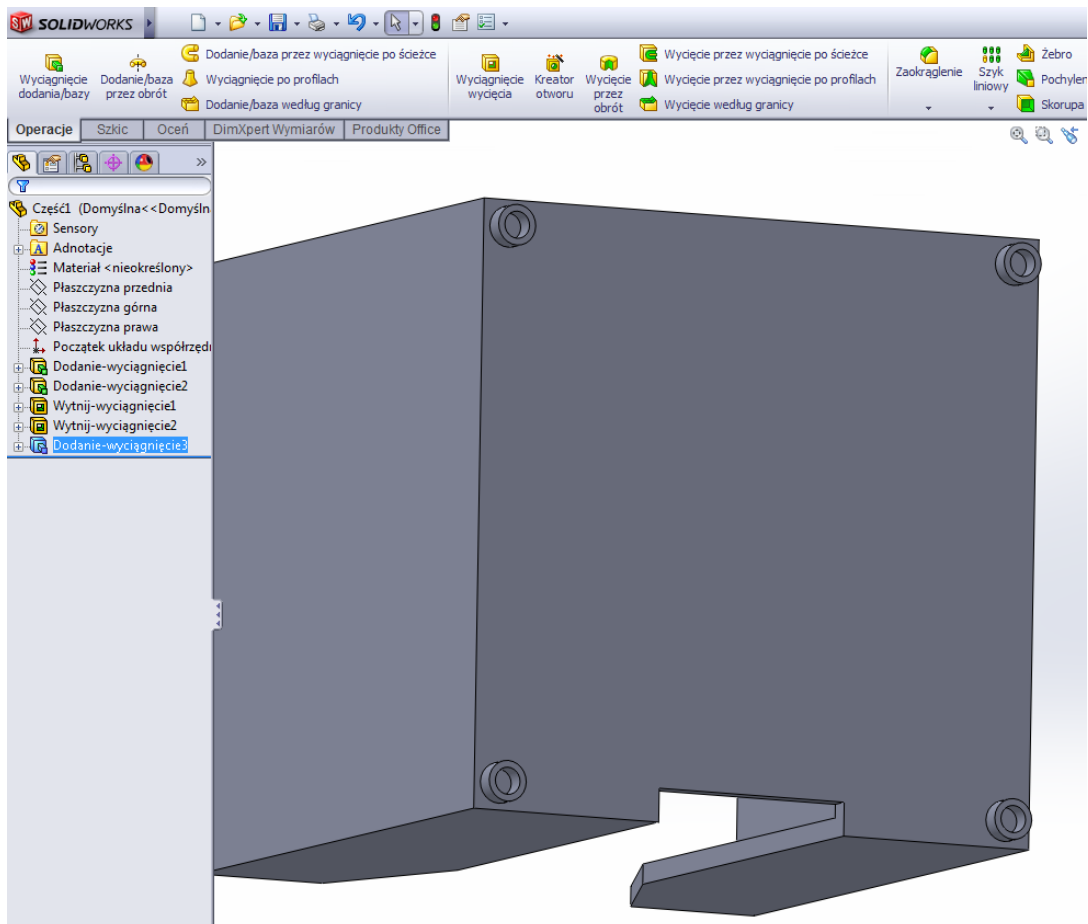 SOLIDWORKS
Wyciągnięcie dodania/bazy
Dodanie/baza przez obrót
Dodanie/baza przez wyciągnięcie po ścieżce
Wyciągnięcie po profilach
Dodanie/baza według granicy
Wyciągnięcie wycięcia
Kreator otworu
Wycięcie przez obrót
Wycięcie przez wyciągnięcie po ścieżce
Wycięcie przez wyciągnięcie po profilach
Wycięcie według granicy
Zaokrąglenie
Szyk liniowy
Żebro
Pochylen
Skorupa
Operacje
Szkic
Oceń
DimXpert Wymiarów
Produkty Office
Część1 (Domyślna<<Domyśln
Sensory
Adnotacje
Materiał <nieokreślony>
Płaszczyzna przednia
Płaszczyzna górna
Płaszczyzna prawa
Początek układu współrzęd
Dodanie-wyciągnięcie1
Dodanie-wyciągnięcie2
Wytnij-wyciągnięcie1
Wytnij-wyciągnięcie2
Dodanie-wyciągnięcie3